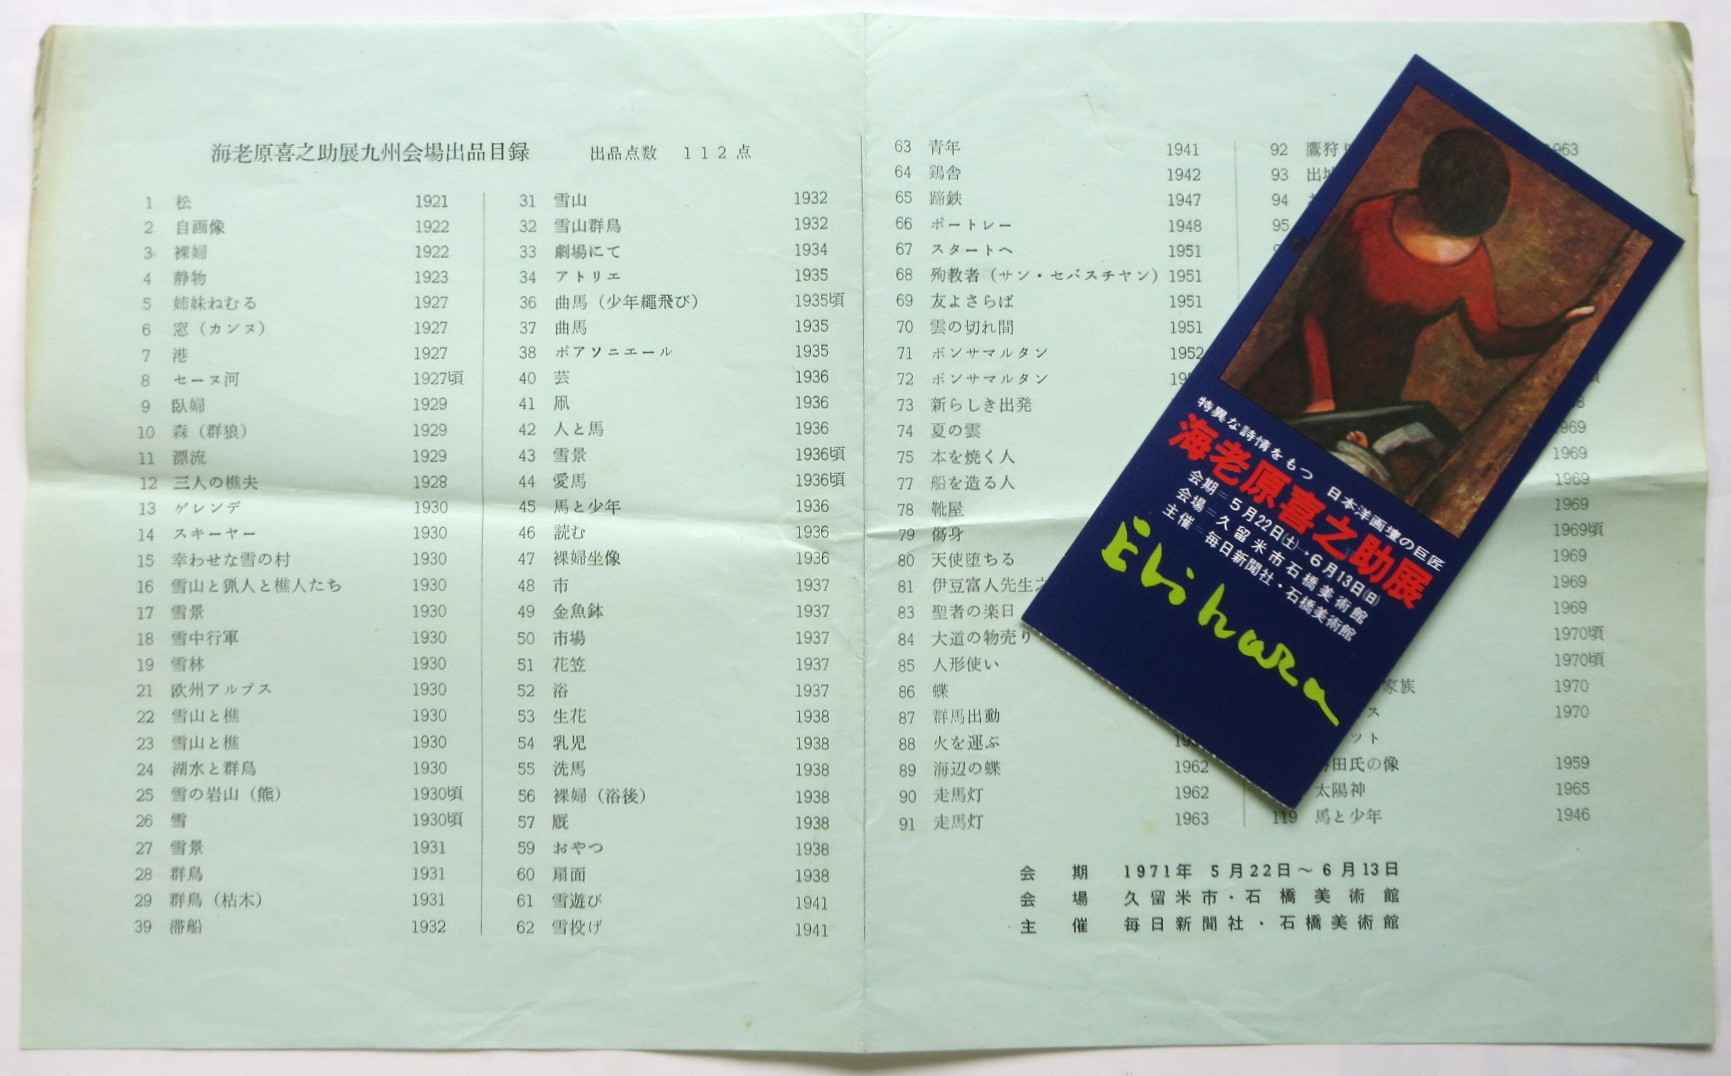 海老原喜之助展九州会場出品目録　出品点数　112点
1 松 1921
2 自画像 1922
3 裸婦 1922
4 静物 1923
5 姉妹ねむる 1927
6 窓（カンヌ） 1927
7 港 1927
8 セーヌ河 1927頃
9 臥婦 1929
10 森（群狼） 1929
11 漂流 1929
12 三人の樵夫 1928
13 ゲレンデ 1930
14 スキーヤー 1930
15 幸わせな雪の村 1930
16 雪山と猟人と樵人たち 1930
17 雪景 1930
18 雪中行軍 1930
19 雪林 1930
21 欧州アルプス 1930
22 雪山と樵 1930
23 雪山と樵 1930
24 湖水と群鳥 1930
25 雪の岩山（熊） 1930頃
26 雪 1930頃
27 雪景 1931
28 群鳥 1931
29 群鳥（枯木） 1931
39 滞船 1932
31 雪山 1932
32 雪山群鳥 1932
33 劇場にて 1934
34 アトリエ 1935
36 曲馬（少年繩飛び） 1935頃
37 曲馬 1935
38 ポアソニエール 1935
40 芸 1936
41 凧 1936
42 人と馬 1936
43 雪景 1936頃
44 愛馬 1936頃
45 馬と少年 1936
46 読む 1936
47 裸婦坐像 1936
48 市 1937
49 金魚鉢 1937
50 市場 1937
51 花笠 1937
52 浴 1937
53 生花 1938
54 乳児 1938
55 洗馬 1938
56 裸婦（浴後） 1938
57 厩 1938
59 おやつ 1938
60 扇面 1938
61 雪遊び 1941
62 雪投げ 1941
63 青年 1941
64 鶏舎 1942
65 蹄鉄 1947
66 ポートレー 1948
67 スタートへ 1951
68 殉教者（サン・セバスチャン） 1951
69 友よさらば 1951
70 雲の切れ間 1951
71 ボンサマルタン 1952
72 ボンサマルタン
73 新らしき出発
74 夏の雲
75 本を焼く人
77 船を造る人
78 靴屋
79 傷身
80 天使堕ちる
81 伊豆富人先生
83 聖者の楽日
84 大道の物売り
85 人形使い
86 蝶
87 群馬出動
88 火を運ぶ
89 海辺の蝶 1962
90 走馬灯 1962
91 走馬灯 1963
92 鷹狩 1963
93 出
94
95
1969
1969
1969
1969
1969頃
1969
1969
1969
1970頃
1970頃
家族 1970
ス 1970
ット
田氏の像 1959
太陽神 1965
119 馬と少年 1946
会期 1971年 5月22日～6月13日
会場 久留米市・石橋美術館
主催 毎日新聞社・石橋美術館
特異な詩情をもつ 日本洋画壇の巨匠
海老原喜之助展
会期＝5月22日(土)→6月13日(日)
会場＝久留米市石橋美術館
主催＝毎日新聞社・石橋美術館
Ebihara